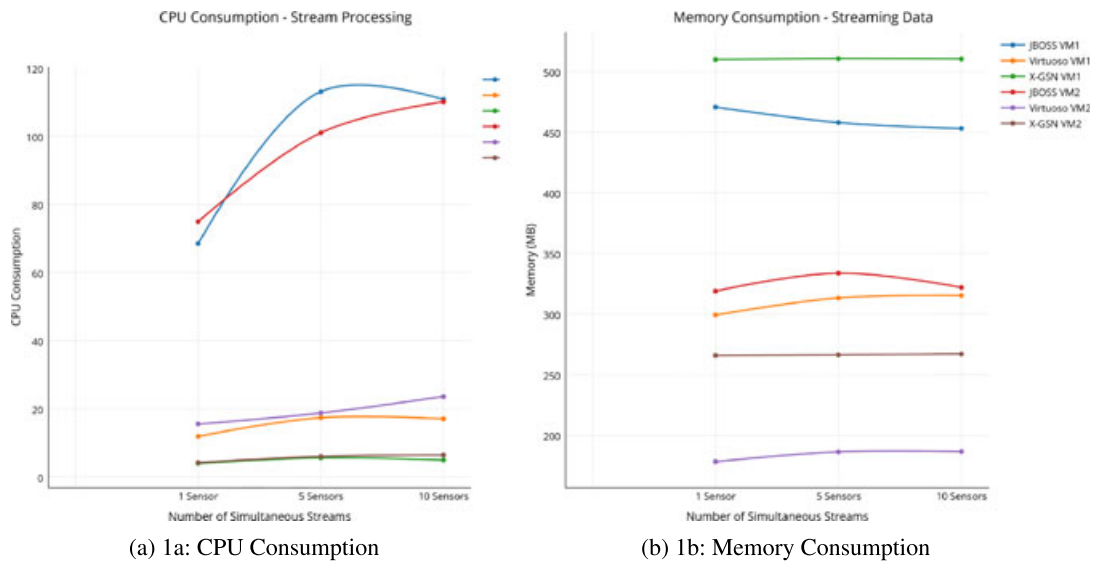 CPU Consumption - Stream Processing
120
100
80
60
40
20
0
CPU Consumption
1 Sensor
5 Sensors
10 Sensors
Number of Simultaneous Streams
(a) 1a: CPU Consumption
Memory Consumption - Streaming Data
500
450
400
350
300
250
200
Memory (MB)
1 Sensor
5 Sensors
10 Sensors
Number of Simultaneous Streams
JBOSS VM1
Virtuoso VM1
X-GSN VM1
JBOSS VM2
Virtuoso VM2
X-GSN VM2
(b) 1b: Memory Consumption